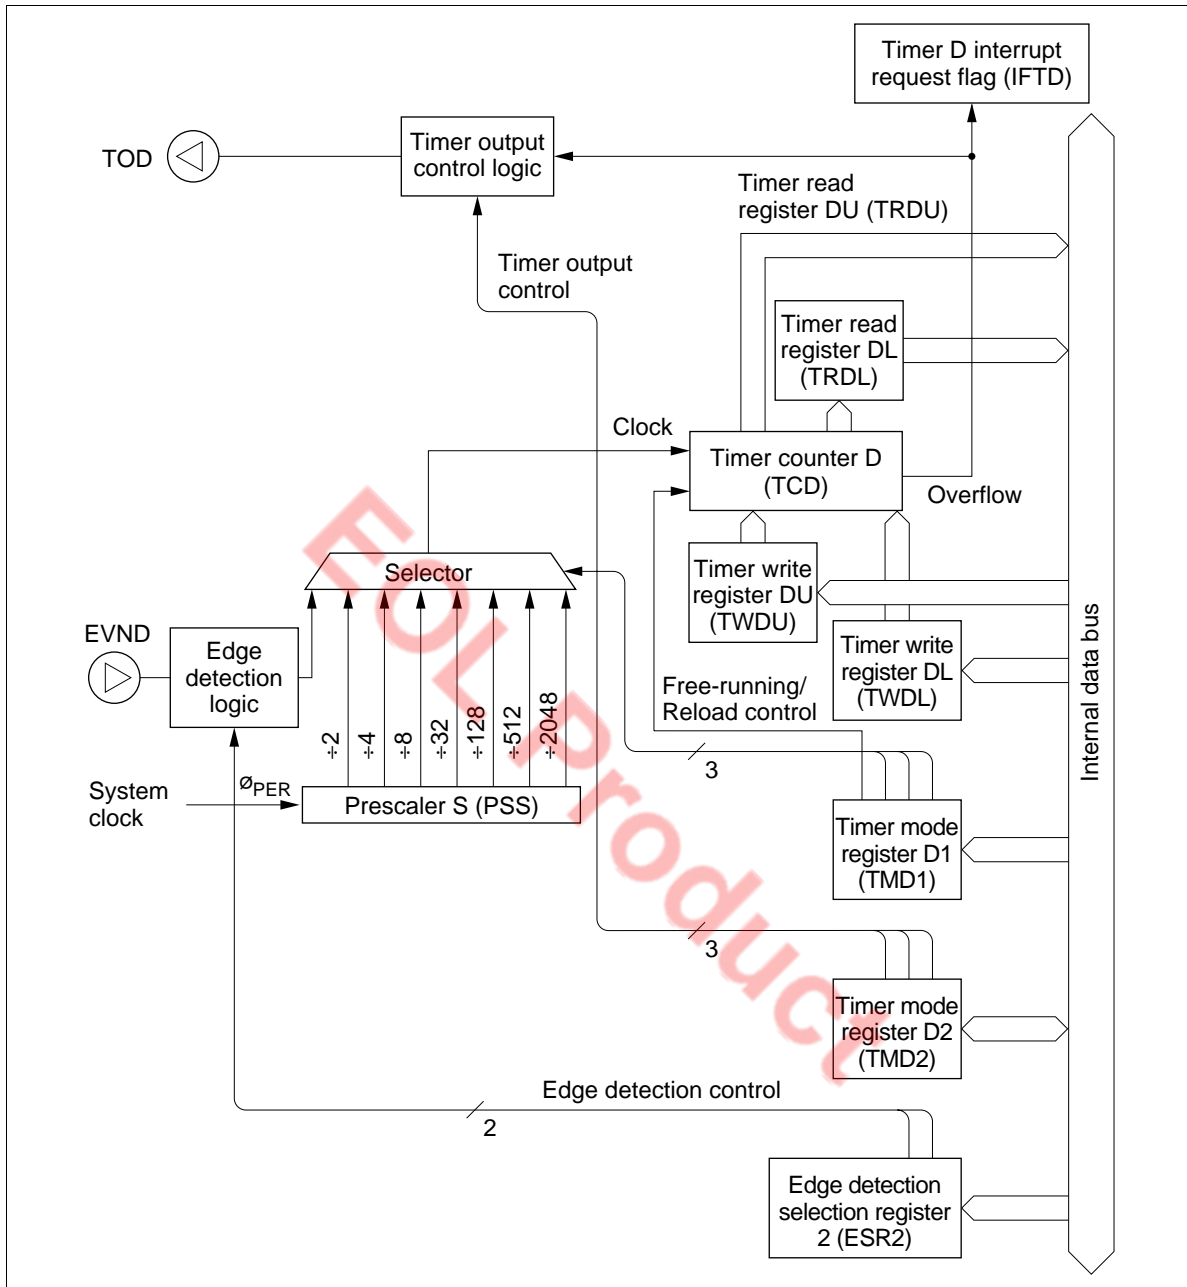 Timer D interrupt
request flag (IFTD)
TOD
Timer output
control logic
Timer read
register DU (TRDU)
Timer output
control
Timer read
register DL
(TRDL)
Clock
Timer counter D
(TCD)
Overflow
Selector
Timer write
register DU
(TWDU)
EVND
Edge
detection
logic
Timer write
register DL
(TWDL)
Free-running/
Reload control
÷2
÷4
÷8
÷32
÷128
÷512
÷2048
3
Internal data bus
System
clock
øPER
Prescaler S (PSS)
Timer mode
register D1
(TMD1)
3
Timer mode
register D2
(TMD2)
Edge detection control
2
Edge detection
selection register
2 (ESR2)
EOL Product